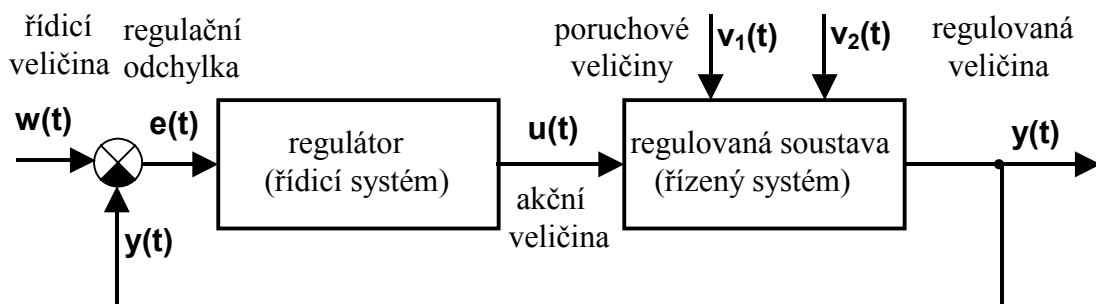 řídicí
veličina
regulační
odchylka
poruchové
veličiny
v₁(t)
v₂(t)
regulovaná
veličina
w(t)
e(t)
regulátor
(řídicí systém)
u(t)
akční
veličina
regulovaná soustava
(řízený systém)
y(t)
y(t)